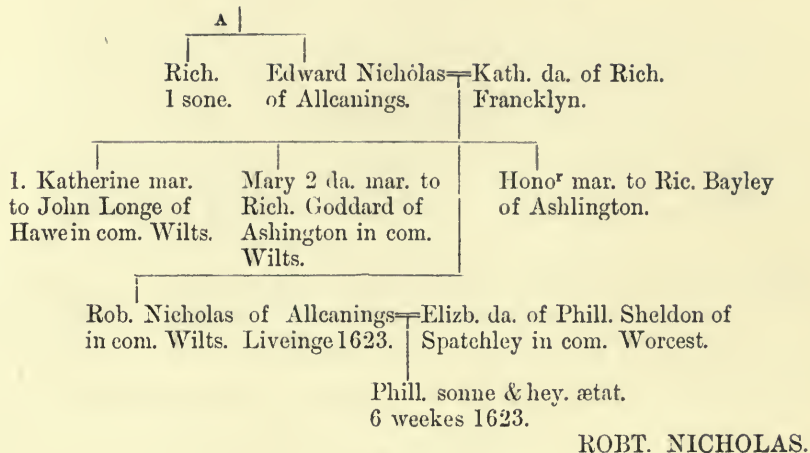 A
Rich.
1 sone.
Edward Nicholas
of Allcanings.
Kath. da. of Rich.
Francklyn.
1. Katherine mar.
to John Longe of
Hawe in com. Wilts.
Mary 2 da. mar. to
Rich. Goddard of
Ashington in com.
Wilts.
Honoʳ mar. to Ric. Bayley
of Ashlington.
Rob. Nicholas of Allcanings
in com. Wilts. Liveinge 1623.
Elizb. da. of Phill. Sheldon of
Spatchley in com. Worcest.
Phill. sonne & hey. ætat.
6 weekes 1623.
ROBT. NICHOLAS.